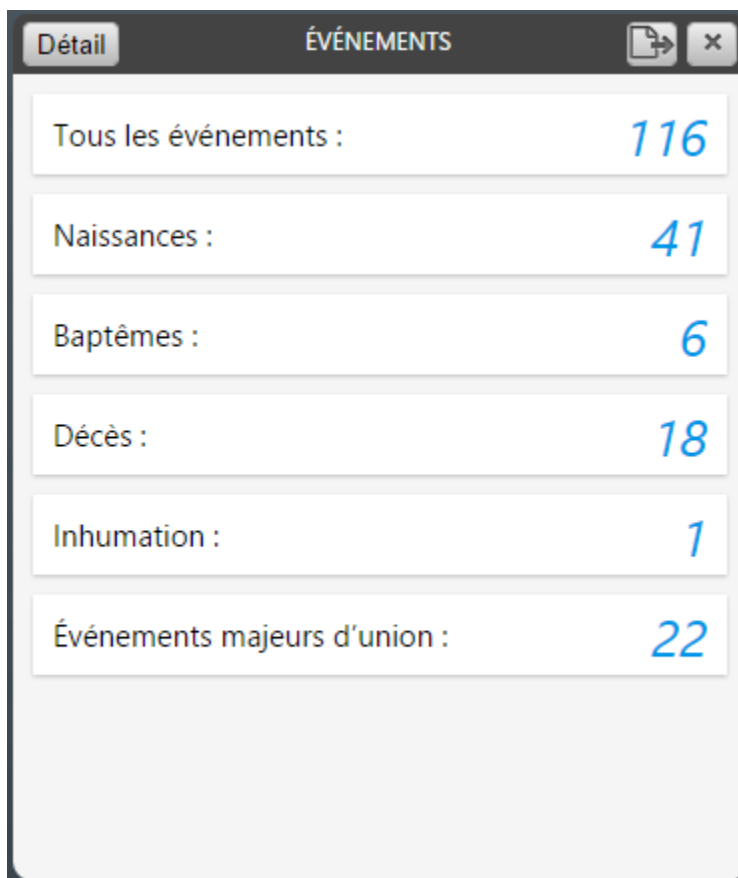 Détail ÉVÉNEMENTS ×
Tous les événements : 116
Naissances : 41
Baptêmes : 6
Décès : 18
Inhumation : 1
Événements majeurs d’union : 22